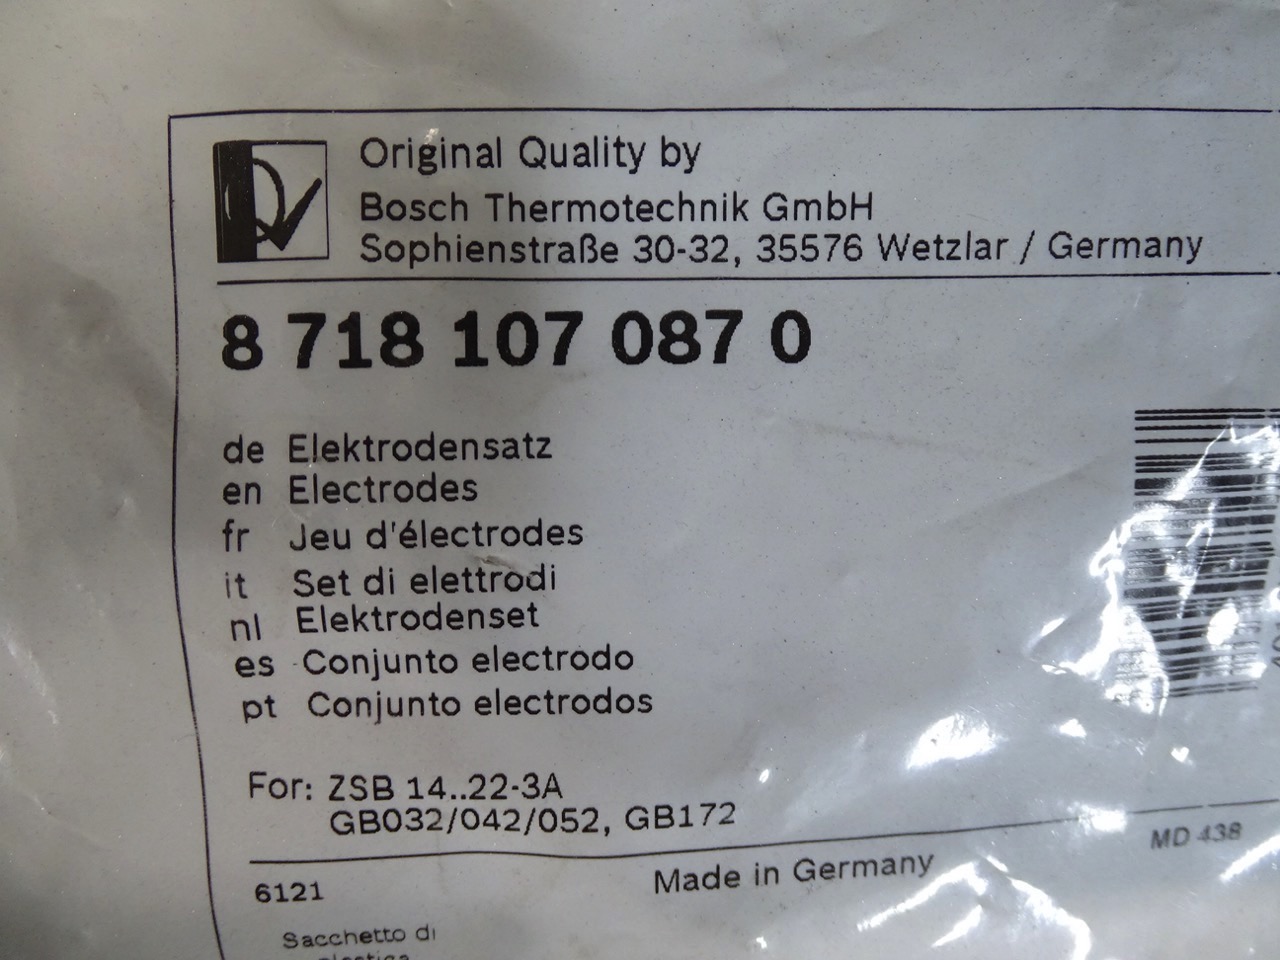 Original Quality by
Bosch Thermotechnik GmbH
Sophienstraße 30-32, 35576 Wetzlar / Germany
8 718 107 087 0
de Elektrodensatz
en Electrodes
fr Jeu d'électrodes
it Set di elettrodi
nl Elektrodenset
es Conjunto electrodo
pt Conjunto electrodos
For: ZSB 14..22-3A
GB032/042/052, GB172
MD 438
6121
Made in Germany
Sacchetto di
plastica